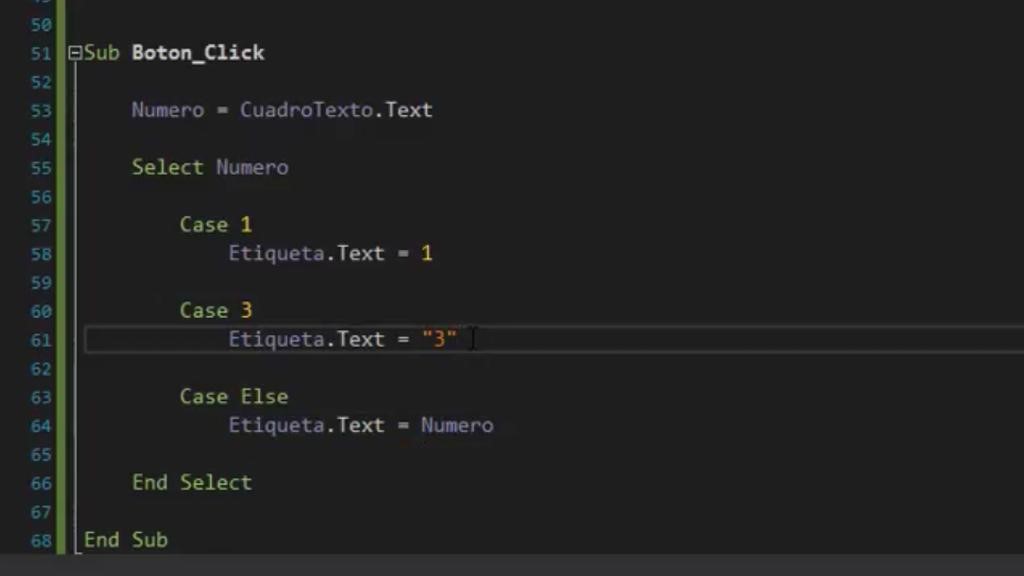 50
51 Sub Boton_Click
52
53 Numero = CuadroTexto.Text
54
55 Select Numero
56
57 Case 1
58 Etiqueta.Text = 1
59
60 Case 3
61 Etiqueta.Text = "3"
62
63 Case Else
64 Etiqueta.Text = Numero
65
66 End Select
67
68 End Sub